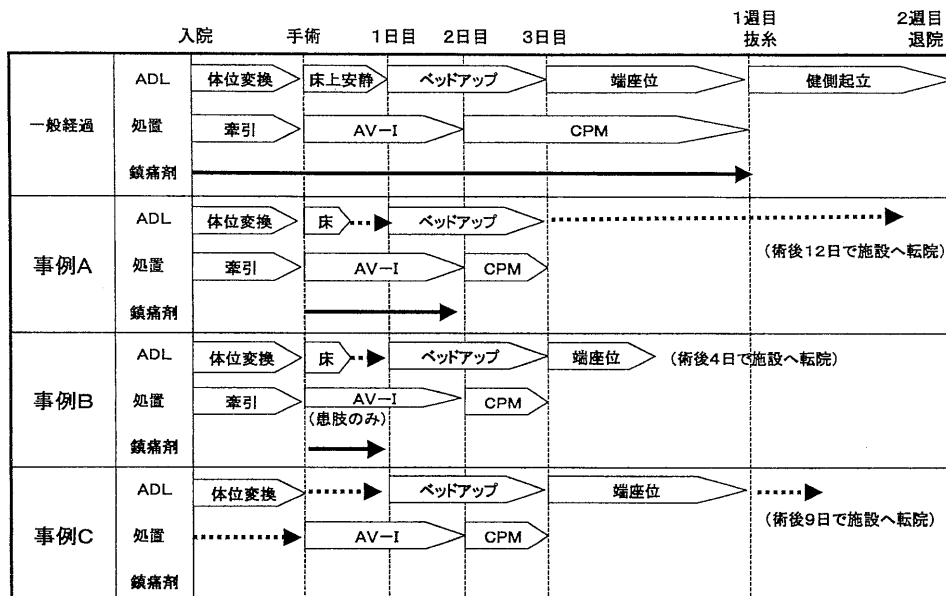 入院 手術 1日目 2日目 3日目 1週目 2週目
抜糸 退院
一般経過
ADL 体位変換 床上安静 ベッドアップ 端座位 健側起立
処置 牽引 AV-I CPM
鎮痛剤
事例A
ADL 体位変換 床 ベッドアップ
(術後12日で施設へ転院)
処置 牽引 AV-I CPM
鎮痛剤
事例B
ADL 体位変換 床 ベッドアップ 端座位 (術後4日で施設へ転院)
処置 牽引 AV-I CPM
(患肢のみ)
鎮痛剤
事例C
ADL 体位変換 ベッドアップ 端座位
(術後9日で施設へ転院)
処置 AV-I CPM
鎮痛剤